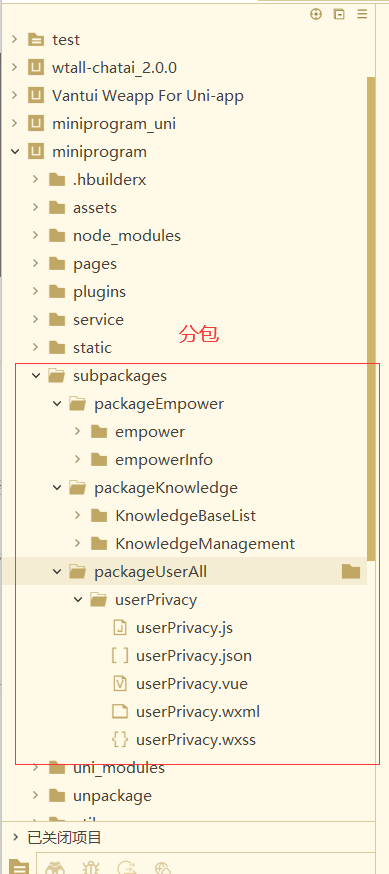 test
wtall-chatai_2.0.0
Vantui Weapp For Uni-app
miniprogram_uni
miniprogram
.hbuilderx
assets
node_modules
pages
plugins
service
分包
static
subpackages
packageEmpower
empower
empowerInfo
packageKnowledge
KnowledgeBaseList
KnowledgeManagement
packageUserAll
userPrivacy
userPrivacy.js
userPrivacy.json
userPrivacy.vue
userPrivacy.wxml
userPrivacy.wxss
uni_modules
unpackage
已关闭项目